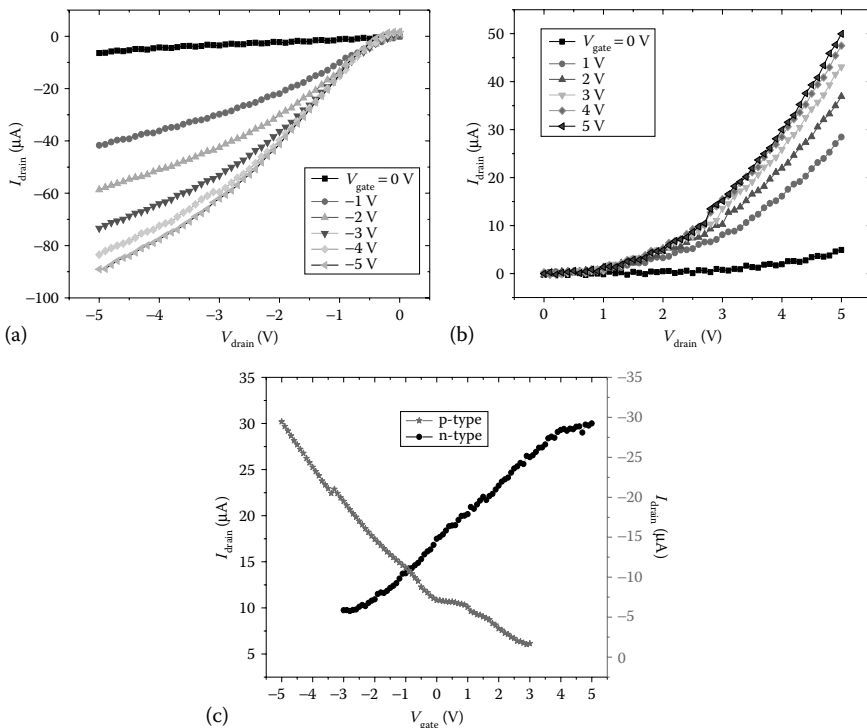 0
−20
−40
−60
−80
−100
I_drain (μA)
V_gate = 0 V
−1 V
−2 V
−3 V
−4 V
−5 V
−5 −4 −3 −2 −1 0
V_drain (V)
(a)
50
40
30
20
10
0
I_drain (μA)
V_gate = 0 V
1 V
2 V
3 V
4 V
5 V
0 1 2 3 4 5
V_drain (V)
(b)
35
30
25
20
15
10
5
I_drain (μA)
p-type
n-type
−35
−30
−25
−20
−15
−10
−5
0
I_drain (μA)
−5 −4 −3 −2 −1 0 1 2 3 4 5
V_gate (V)
(c)